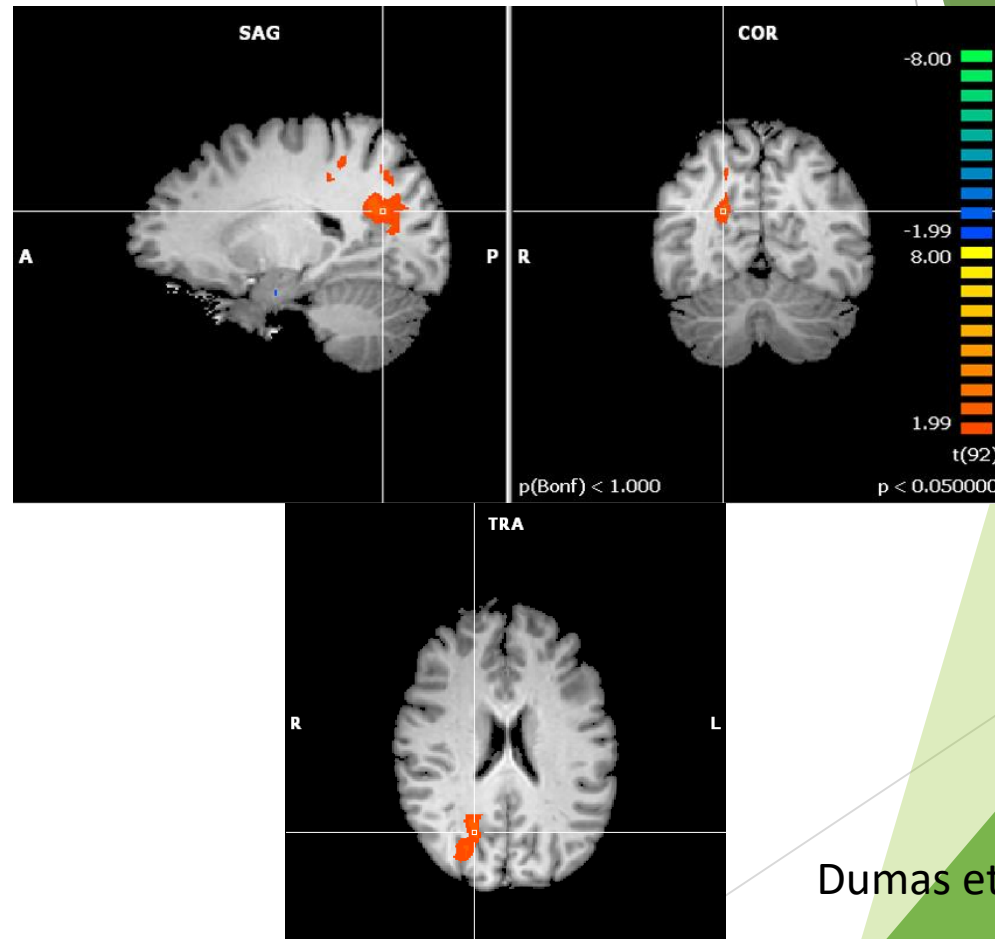 SAG
COR
-8.00
-1.99
8.00
1.99
t(92)
p(Bonf) < 1.000
p < 0.050000
A
P
R
TRA
R
L
Dumas et